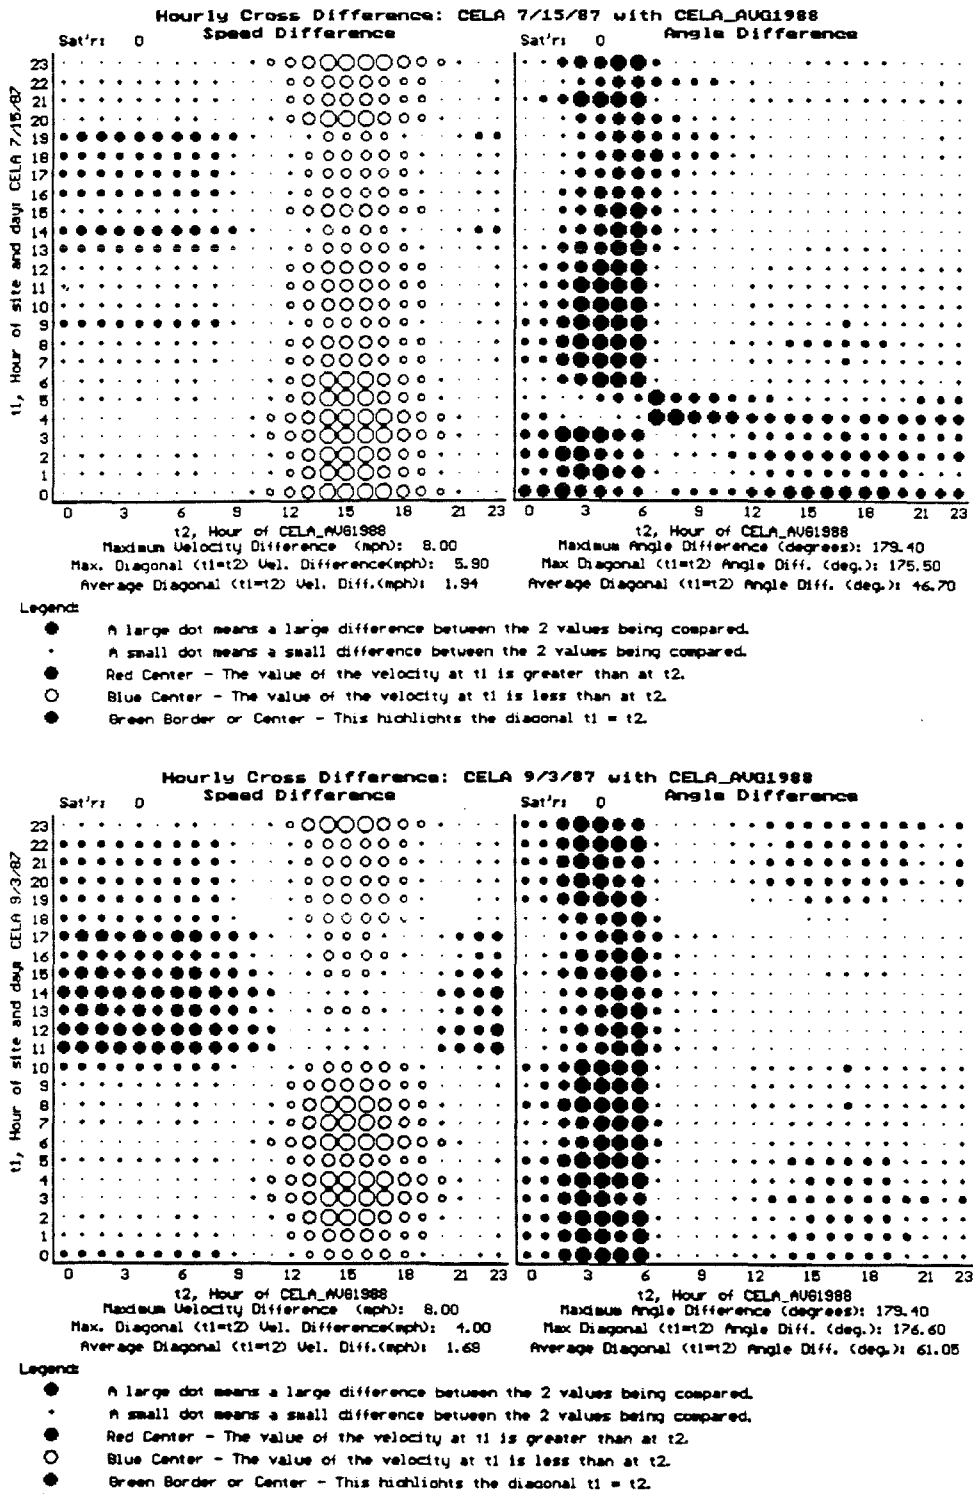 Hourly Cross Difference: CELA 7/15/87 with CELA_AUG1988
Sat'r: 0 Speed Difference
Sat'r: 0 Angle Difference
t1, Hour of site and day: CELA 7/15/87
23
22
21
20
19
18
17
16
15
14
13
12
11
10
9
8
7
6
5
4
3
2
1
0
0 3 6 9 12 15 18 21 23
0 3 6 9 12 15 18 21 23
t2, Hour of CELA_AUG1988
Maximum Velocity Difference (mph): 8.00
Max. Diagonal (t1=t2) Vel. Difference(mph): 5.90
Average Diagonal (t1=t2) Vel. Diff.(mph): 1.94
t2, Hour of CELA_AUG1988
Maximum Angle Difference (degrees): 179.40
Max Diagonal (t1=t2) Angle Diff. (deg.): 175.50
Average Diagonal (t1=t2) Angle Diff. (deg.): 46.70
Legend:
A large dot means a large difference between the 2 values being compared.
A small dot means a small difference between the 2 values being compared.
Red Center - The value of the velocity at t1 is greater than at t2.
Blue Center - The value of the velocity at t1 is less than at t2.
Green Border or Center - This highlights the diagonal t1 = t2.
Hourly Cross Difference: CELA 9/3/87 with CELA_AUG1988
Sat'r: 0 Speed Difference
Sat'r: 0 Angle Difference
t1, Hour of site and day: CELA 9/3/87
23
22
21
20
19
18
17
16
15
14
13
12
11
10
9
8
7
6
5
4
3
2
1
0
0 3 6 9 12 15 18 21 23
0 3 6 9 12 15 18 21 23
t2, Hour of CELA_AUG1988
Maximum Velocity Difference (mph): 8.00
Max. Diagonal (t1=t2) Vel. Difference(mph): 4.00
Average Diagonal (t1=t2) Vel. Diff.(mph): 1.68
t2, Hour of CELA_AUG1988
Maximum Angle Difference (degrees): 179.40
Max Diagonal (t1=t2) Angle Diff. (deg.): 176.60
Average Diagonal (t1=t2) Angle Diff. (deg.): 61.05
Legend:
A large dot means a large difference between the 2 values being compared.
A small dot means a small difference between the 2 values being compared.
Red Center - The value of the velocity at t1 is greater than at t2.
Blue Center - The value of the velocity at t1 is less than at t2.
Green Border or Center - This highlights the diagonal t1 = t2.